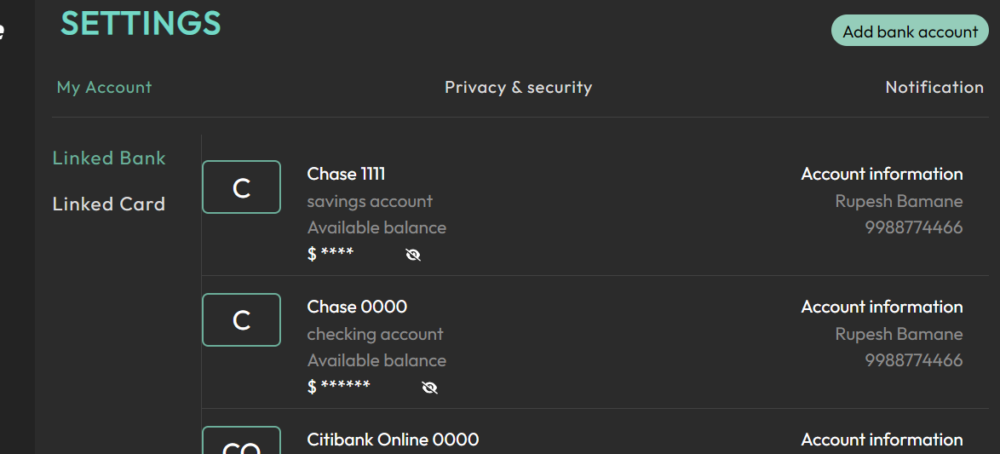 SETTINGS
Add bank account
My Account
Privacy & security
Notification
Linked Bank
Linked Card
C
Chase 1111
savings account
Available balance
$ ****
Account information
Rupesh Bamane
9988774466
C
Chase 0000
checking account
Available balance
$ ******
Account information
Rupesh Bamane
9988774466
CO
Citibank Online 0000
Account information